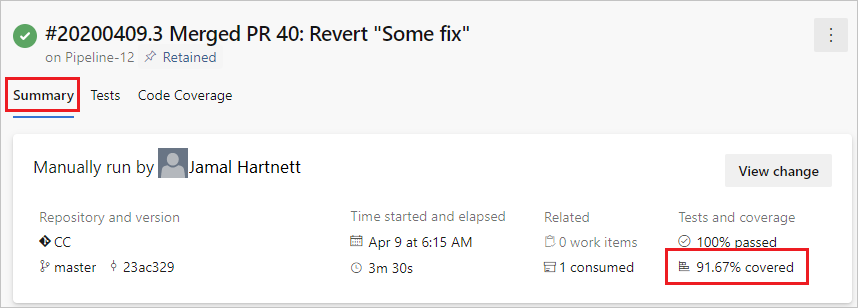 #20200409.3 Merged PR 40: Revert "Some fix"
on Pipeline-12 Retained
Summary Tests Code Coverage
Manually run by Jamal Hartnett
View change
Repository and version Time started and elapsed Related Tests and coverage
CC Apr 9 at 6:15 AM 0 work items 100% passed
master 23ac329 3m 30s 1 consumed 91.67% covered